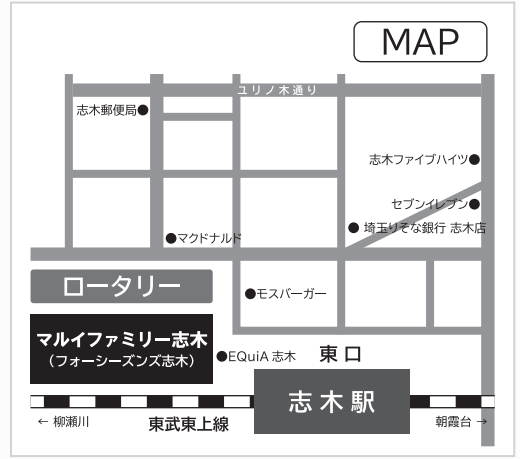 MAP
ユリノ木通り
志木郵便局●
志木ファイブハイツ●
セブンイレブン●
● 埼玉りそな銀行 志木店
●マクドナルド
ロータリー
●モスバーガー
マルイファミリー志木
(フォーシーズンズ志木)
●EQuiA 志木
東口
志木駅
← 柳瀬川
東武東上線
朝霞台 →